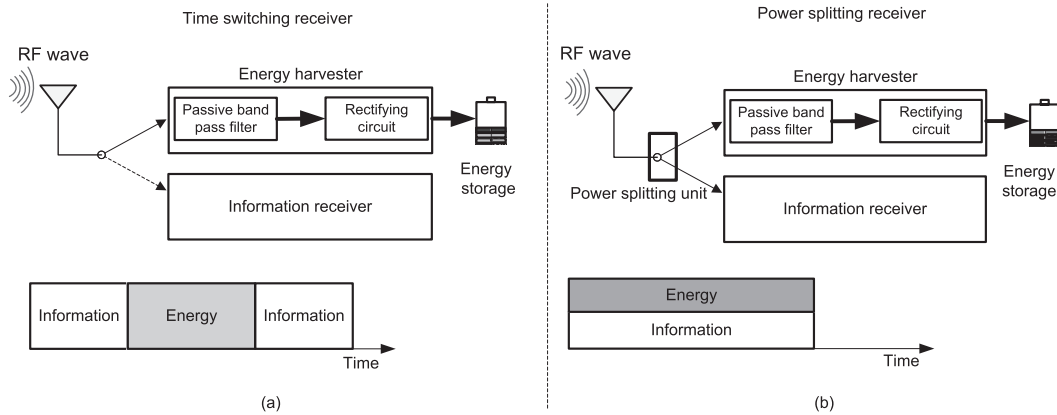 Time switching receiver
RF wave
Energy harvester
Passive band
pass filter
Rectifying
circuit
Energy
storage
Information receiver
Information
Energy
Information
Time
(a)
Power splitting receiver
RF wave
Energy harvester
Passive band
pass filter
Rectifying
circuit
Energy
storage
Power splitting unit
Information receiver
Energy
Information
Time
(b)